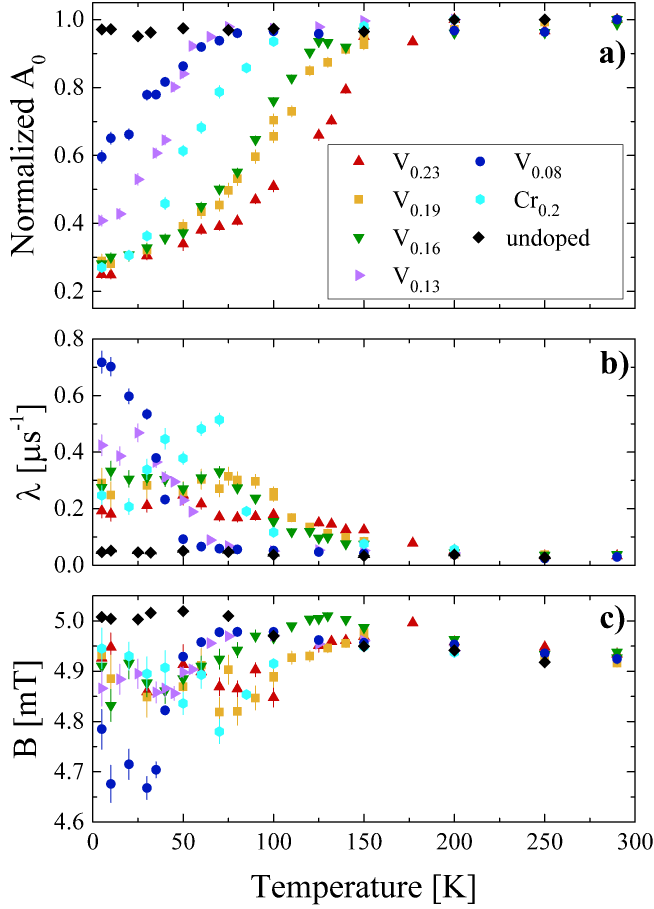 1.0
0.8
0.6
0.4
0.2
Normalized A₀
a)
V₀.₂₃
V₀.₁₉
V₀.₁₆
V₀.₁₃
V₀.₀₈
Cr₀.₂
undoped
0.8
0.6
0.4
0.2
0.0
λ [μs⁻¹]
b)
5.0
4.9
4.8
4.7
4.6
B [mT]
c)
0 50 100 150 200 250 300
Temperature [K]